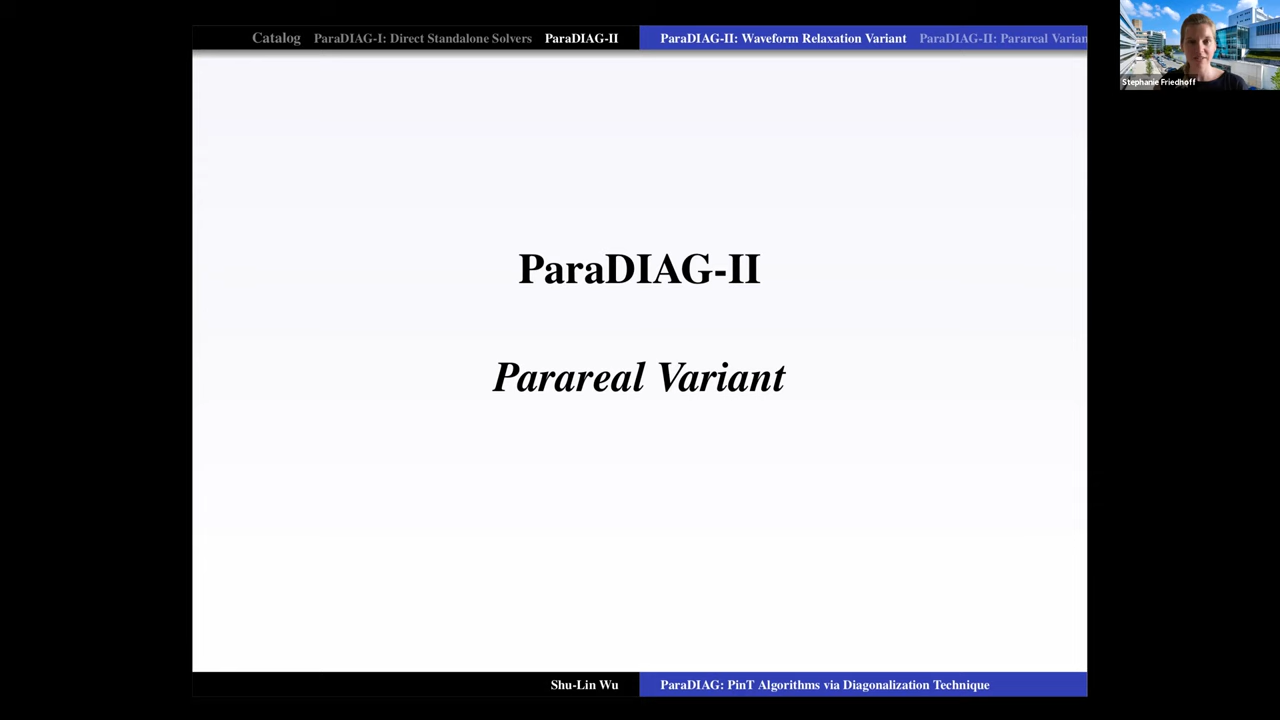 Catalog ParaDIAG-I: Direct Standalone Solvers ParaDIAG-II ParaDIAG-II: Waveform Relaxation Variant ParaDIAG-II: Parareal Varian
Stephanie Friedhoff
ParaDIAG-II
Parareal Variant
Shu-Lin Wu ParaDIAG: PinT Algorithms via Diagonalization Technique